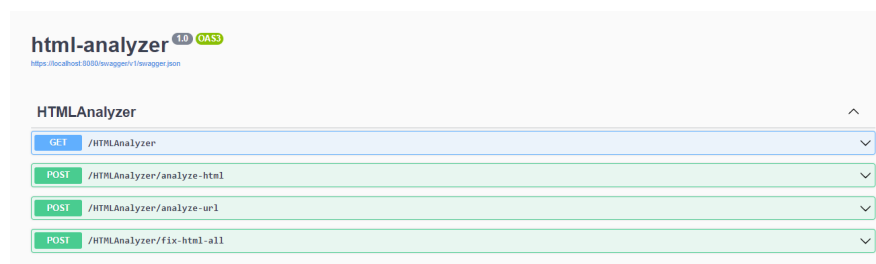 html-analyzer 1.0 OAS3
https://localhost:8080/swagger/v1/swagger.json
HTMLAnalyzer
GET /HTMLAnalyzer
POST /HTMLAnalyzer/analyze-html
POST /HTMLAnalyzer/analyze-url
POST /HTMLAnalyzer/fix-html-all